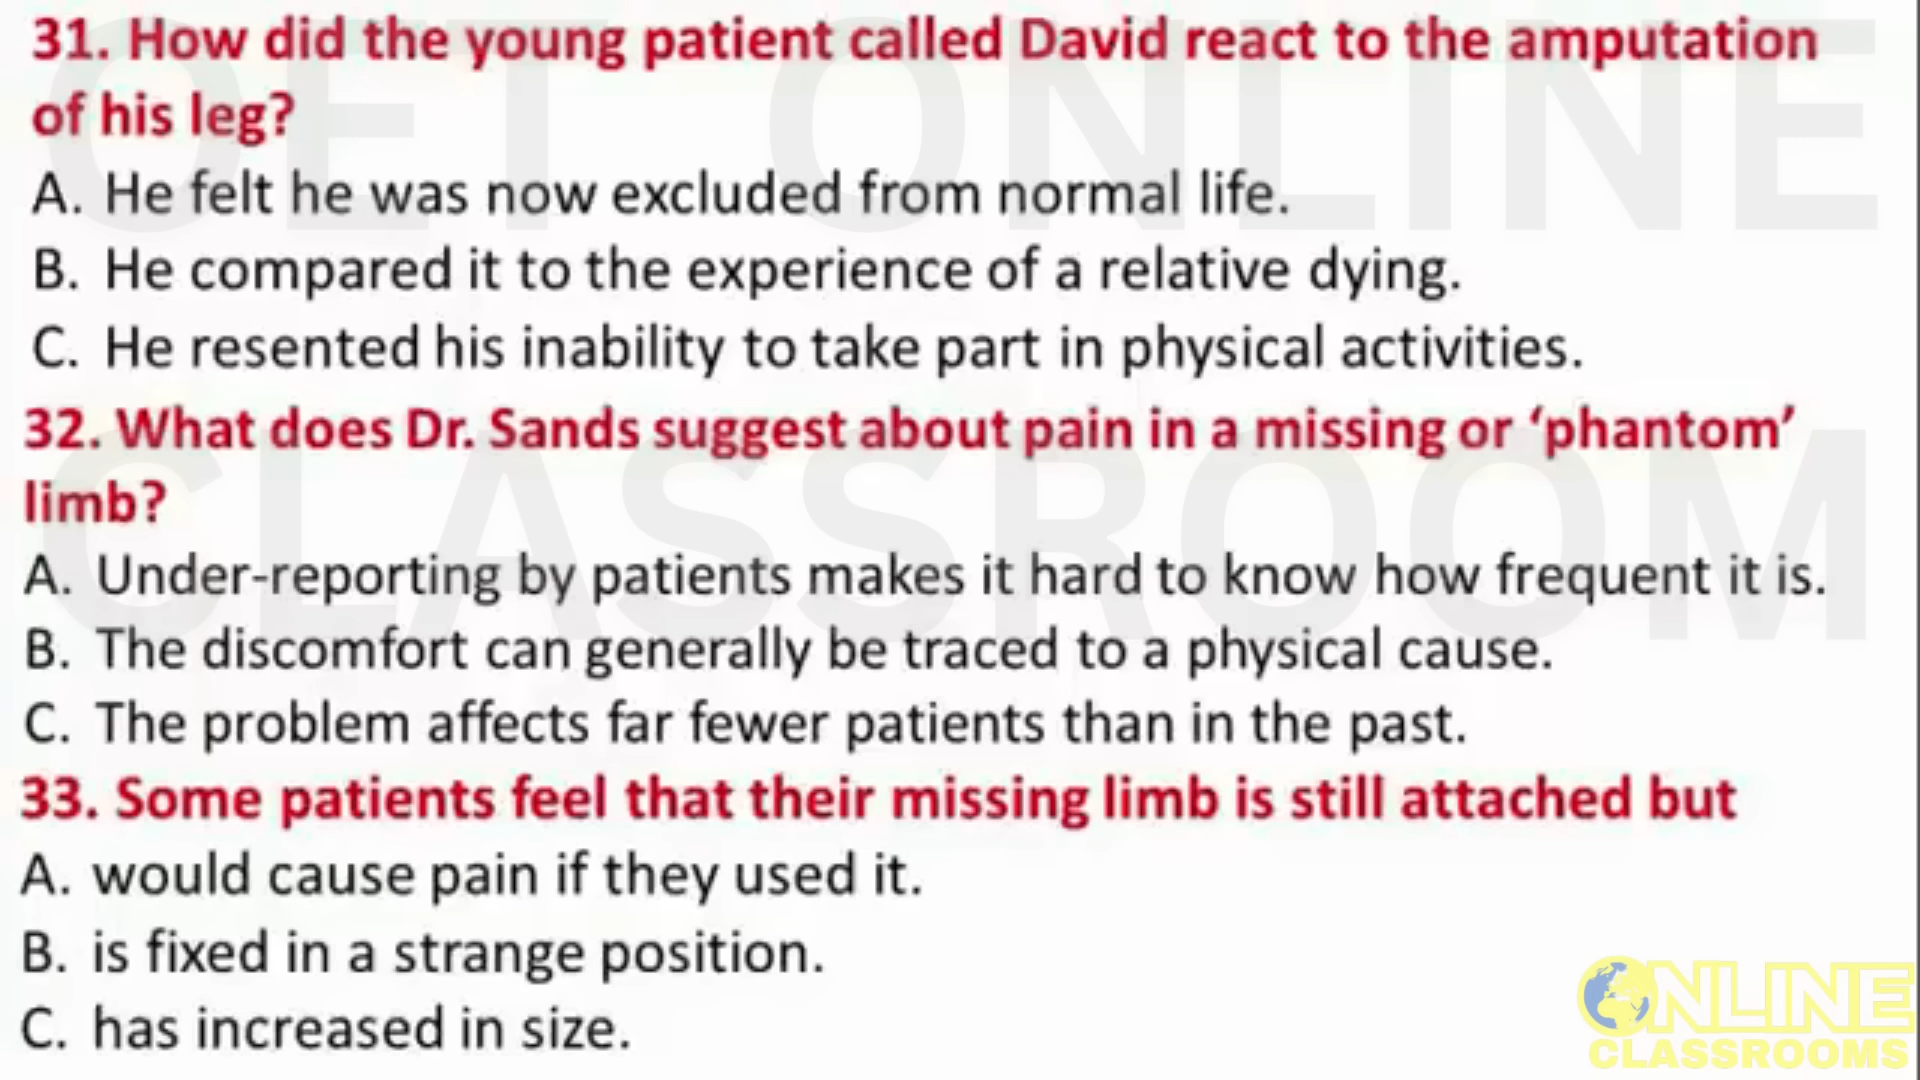 31. How did the young patient called David react to the amputation
of his leg?
A. He felt he was now excluded from normal life.
B. He compared it to the experience of a relative dying.
C. He resented his inability to take part in physical activities.
32. What does Dr. Sands suggest about pain in a missing or ‘phantom’
limb?
A. Under-reporting by patients makes it hard to know how frequent it is.
B. The discomfort can generally be traced to a physical cause.
C. The problem affects far fewer patients than in the past.
33. Some patients feel that their missing limb is still attached but
A. would cause pain if they used it.
B. is fixed in a strange position.
C. has increased in size.
OET ONLINE
CLASSROOM
ONLINE
CLASSROOMS